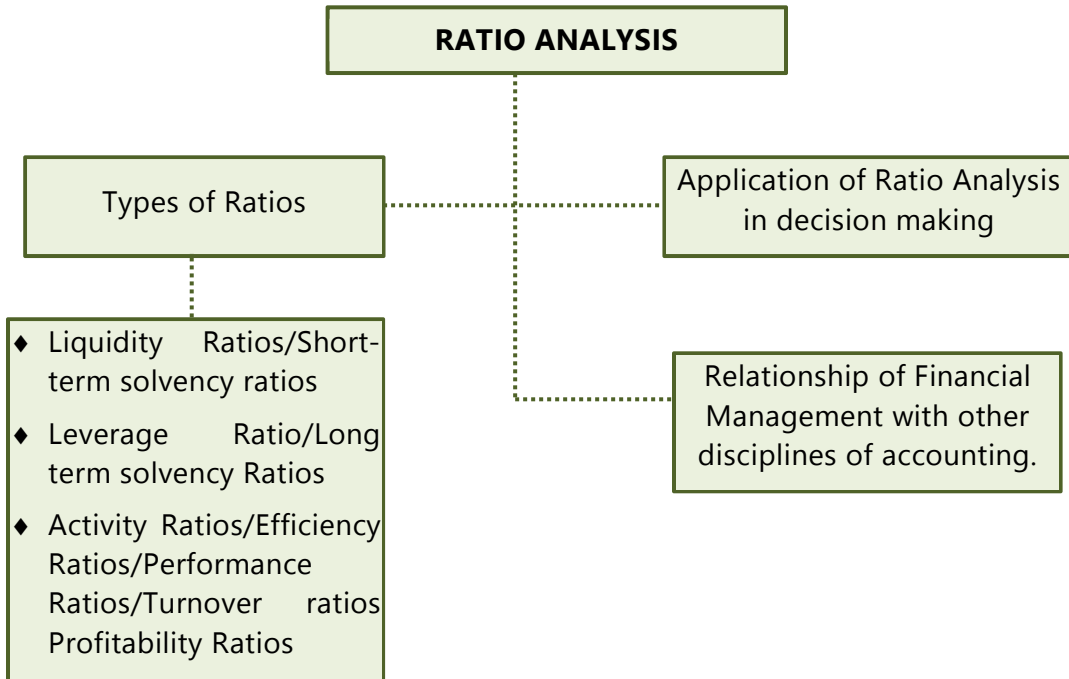 RATIO ANALYSIS
Types of Ratios
Application of Ratio Analysis
in decision making
♦ Liquidity Ratios/Short-
term solvency ratios
♦ Leverage Ratio/Long
term solvency Ratios
♦ Activity Ratios/Efficiency
Ratios/Performance
Ratios/Turnover ratios
Profitability Ratios
Relationship of Financial
Management with other
disciplines of accounting.